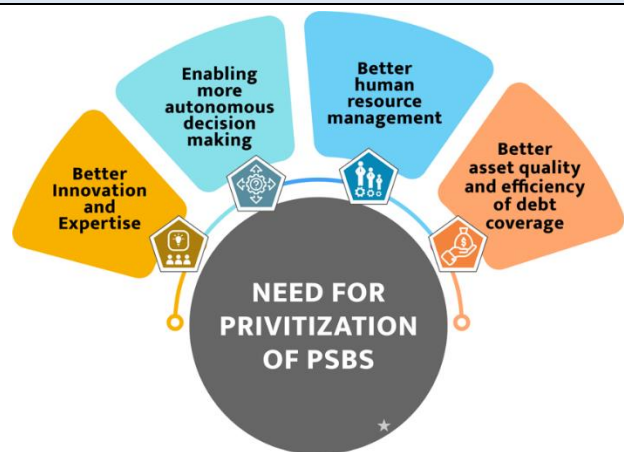 Better
Innovation
and
Expertise
Enabling
more
autonomous
decision
making
Better
human
resource
management
Better
asset quality
and efficiency
of debt
coverage
NEED FOR
PRIVITIZATION
OF PSBS